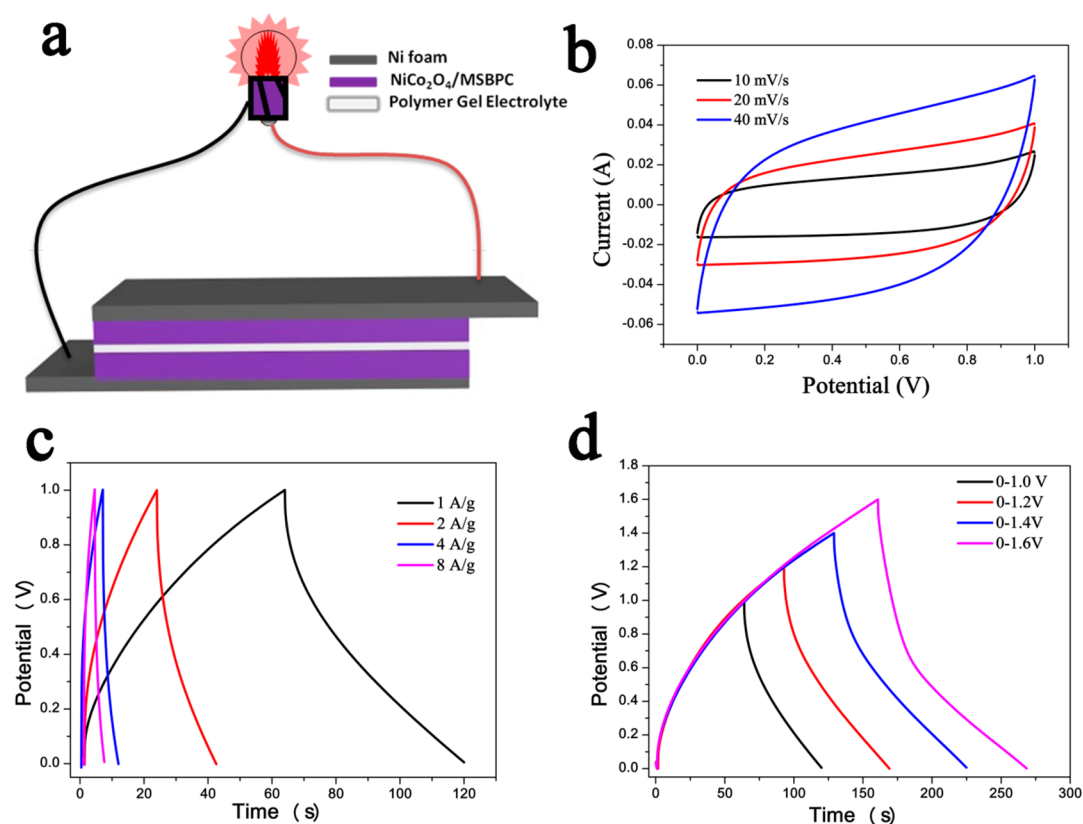 a
Ni foam
NiCo₂O₄/MSBPC
Polymer Gel Electrolyte
b
0.08
0.06
0.04
0.02
0.00
-0.02
-0.04
-0.06
Current (A)
10 mV/s
20 mV/s
40 mV/s
0.0 0.2 0.4 0.6 0.8 1.0
Potential (V)
c
1.0
0.8
0.6
0.4
0.2
0.0
Potential (V)
1 A/g
2 A/g
4 A/g
8 A/g
0 20 40 60 80 100 120
Time (s)
d
1.8
1.6
1.4
1.2
1.0
0.8
0.6
0.4
0.2
0.0
Potential (V)
0-1.0 V
0-1.2V
0-1.4V
0-1.6V
0 50 100 150 200 250 300
Time (s)